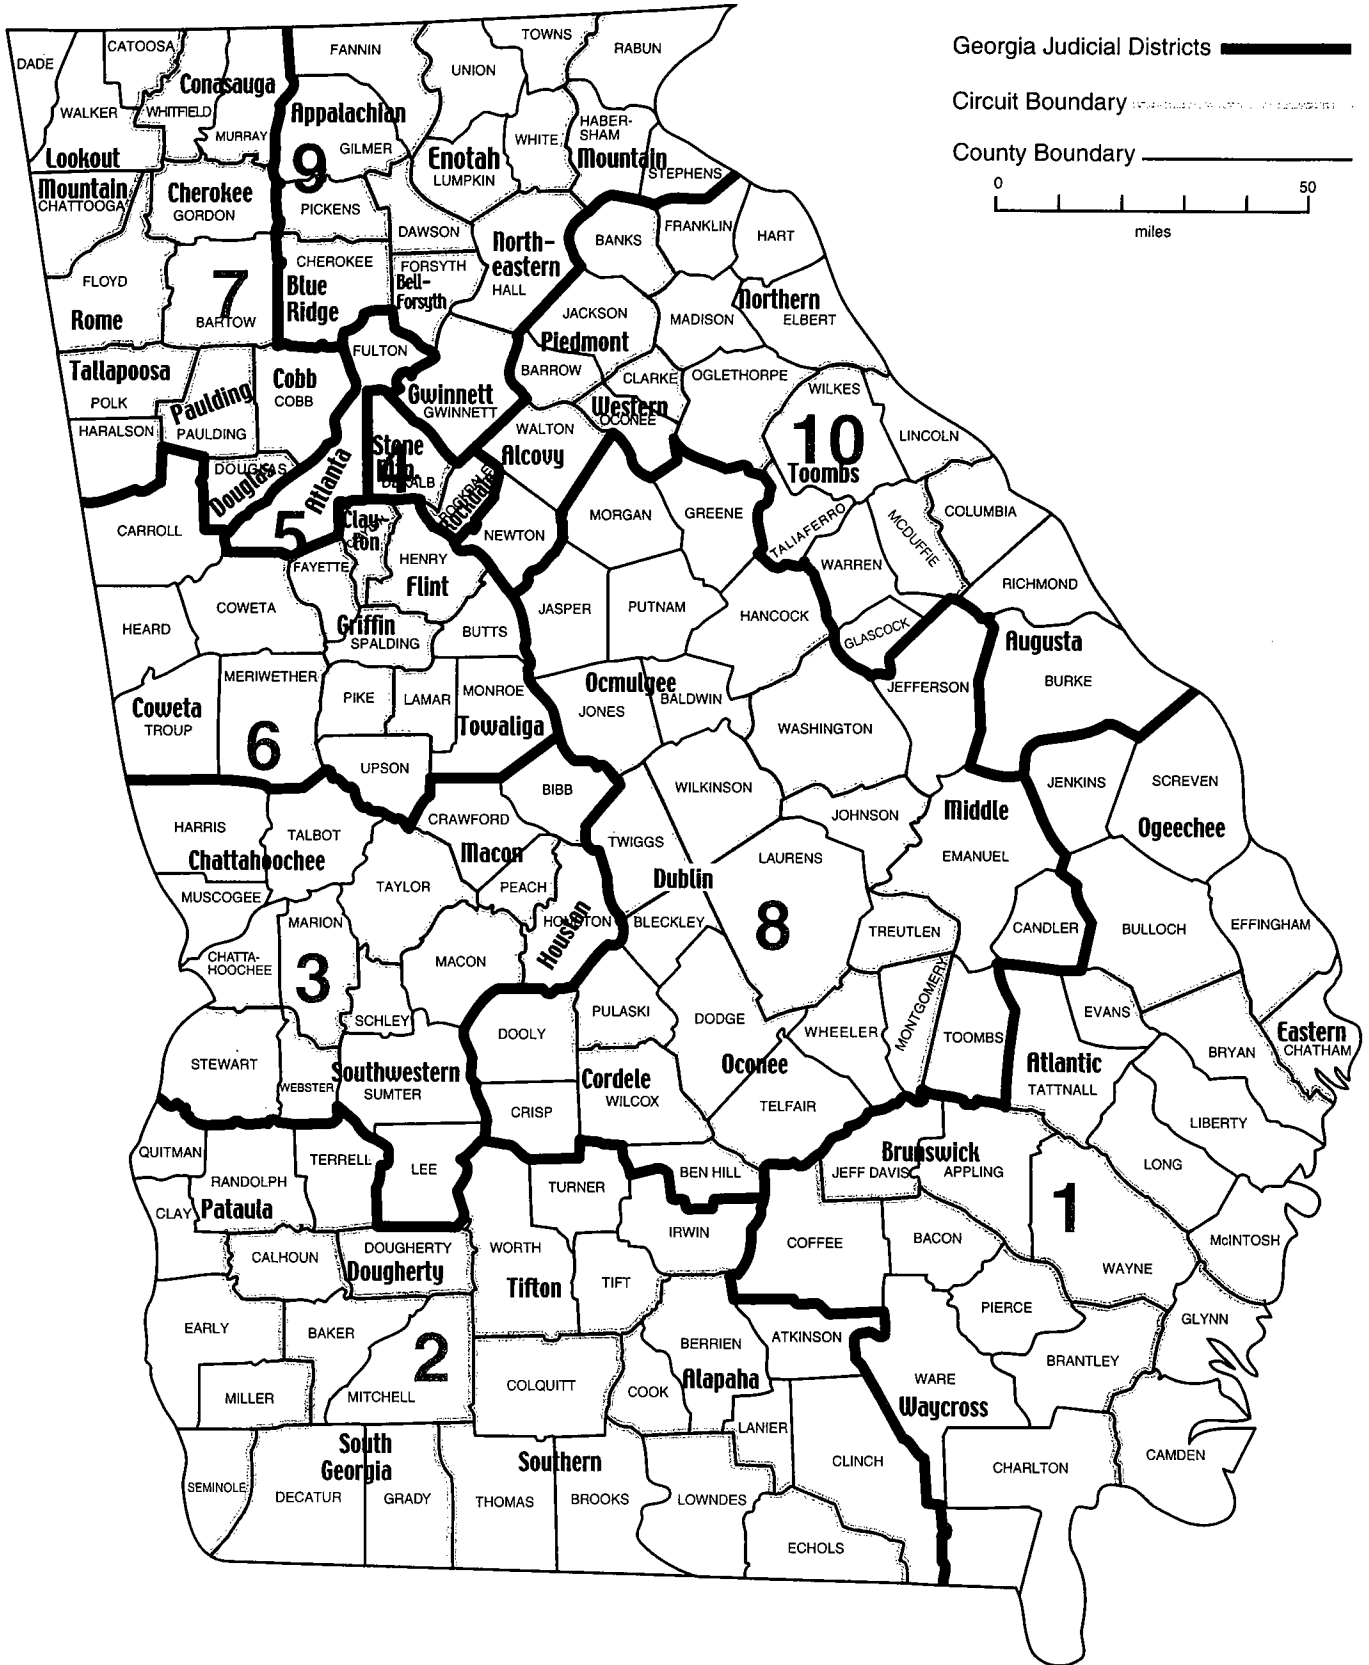 Georgia Judicial Districts
Circuit Boundary
County Boundary
0
50
miles
DADE
CATOOSA
FANNIN
TOWNS
UNION
RABUN
Conasauga
WALKER
WHITFIELD
MURRAY
Appalachian
GILMER
9
WHITE
HABER-
SHAM
Mountain
STEPHENS
Lookout
Mountain
CHATTOOGA
Cherokee
GORDON
PICKENS
Enotah
LUMPKIN
DAWSON
North-
eastern
HALL
BANKS
FRANKLIN
HART
FLOYD
Rome
7
BARTOW
CHEROKEE
Blue
Ridge
FORSYTH
Bell-
Forsyth
JACKSON
Piedmont
MADISON
Northern
ELBERT
FULTON
BARROW
CLARKE
OGLETHORPE
WILKES
Tallapoosa
POLK
HARALSON
Paulding
PAULDING
Cobb
COBB
Gwinnett
GWINNETT
Western
OCONEE
WALTON
Alcovy
10
Toombs
LINCOLN
DOUGLAS
Douglas
Atlanta
5
Stone
Mtn.
4
DEKALB
ROCKDALE
Rockdale
NEWTON
MORGAN
GREENE
TALIAFERRO
MCDUFFIE
COLUMBIA
CARROLL
Clay-
ton
FAYETTE
HENRY
Flint
WARREN
RICHMOND
HEARD
COWETA
Griffin
SPALDING
BUTTS
JASPER
PUTNAM
HANCOCK
GLASCOCK
Augusta
BURKE
MERIWETHER
PIKE
LAMAR
MONROE
Towaliga
Ocmulgee
JONES
BALDWIN
JEFFERSON
Coweta
TROUP
6
UPSON
WASHINGTON
BIBB
WILKINSON
JENKINS
SCREVEN
Ogeechee
HARRIS
TALBOT
Chattahoochee
CRAWFORD
Macon
TWIGGS
JOHNSON
Middle
EMANUEL
MUSCOGEE
TAYLOR
PEACH
Dublin
LAURENS
MARION
HOUSTON
Houston
BLECKLEY
8
TREUTLEN
CANDLER
BULLOCH
EFFINGHAM
CHATTA-
HOOCHEE
3
MACON
SCHLEY
DOOLY
PULASKI
DODGE
WHEELER
MONTGOMERY
TOOMBS
EVANS
BRYAN
Eastern
CHATHAM
STEWART
WEBSTER
Southwestern
SUMTER
CRISP
Cordele
WILCOX
Oconee
TELFAIR
Atlantic
TATTNALL
LIBERTY
QUITMAN
TERRELL
LEE
RANDOLPH
CLAY
Pataula
TURNER
BEN HILL
Brunswick
JEFF DAVIS
APPLING
LONG
1
IRWIN
COFFEE
BACON
McINTOSH
CALHOUN
DOUGHERTY
Dougherty
WORTH
Tifton
TIFT
WAYNE
PIERCE
GLYNN
EARLY
BAKER
2
MITCHELL
MILLER
COLQUITT
COOK
BERRIEN
Alapaha
ATKINSON
WARE
Waycross
BRANTLEY
LANIER
CLINCH
CHARLTON
CAMDEN
SEMINOLE
South
Georgia
DECATUR
GRADY
Southern
THOMAS
BROOKS
LOWNDES
ECHOLS